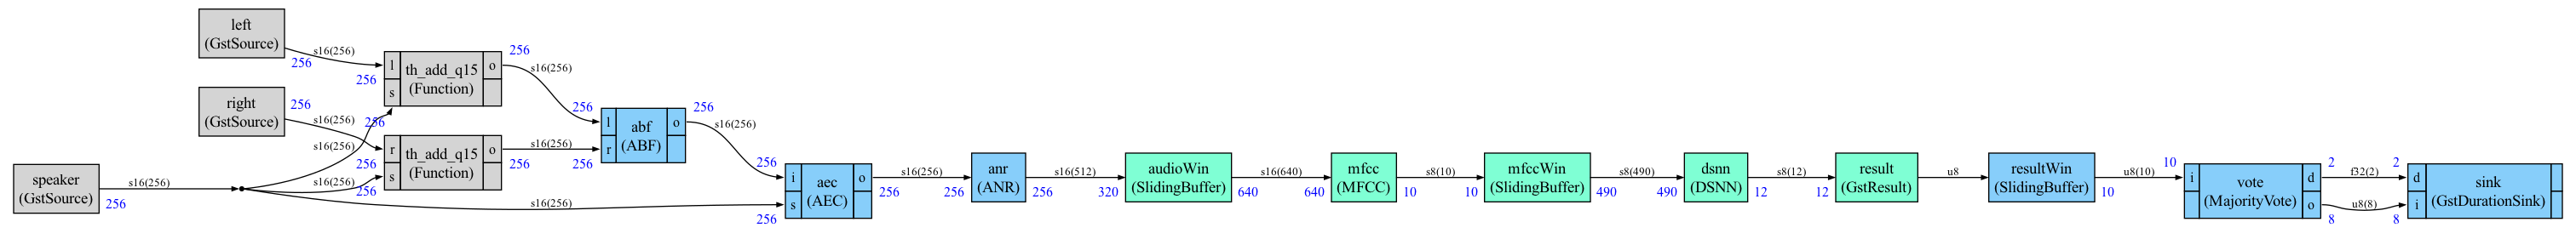 left
(GstSource)
s16(256)
256
256
l
s
th_add_q15
(Function)
o
256
s16(256)
right
(GstSource)
256
s16(256)
256
s16(256)
r
s
th_add_q15
(Function)
o
256
256
s16(256)
256
s16(256)
speaker
(GstSource)
256
s16(256)
s16(256)
256
256
l
r
abf
(ABF)
o
256
s16(256)
256
256
i
s
aec
(AEC)
o
256
s16(256)
256
anr
(ANR)
256
s16(512)
320
audioWin
(SlidingBuffer)
640
s16(640)
640
mfcc
(MFCC)
10
s8(10)
10
mfccWin
(SlidingBuffer)
490
s8(490)
490
dsnn
(DSNN)
12
s8(12)
12
result
(GstResult)
u8
resultWin
(SlidingBuffer)
10
u8(10)
10
i
vote
(MajorityVote)
d
o
2
f32(2)
2
8
u8(8)
8
d
i
sink
(GstDurationSink)